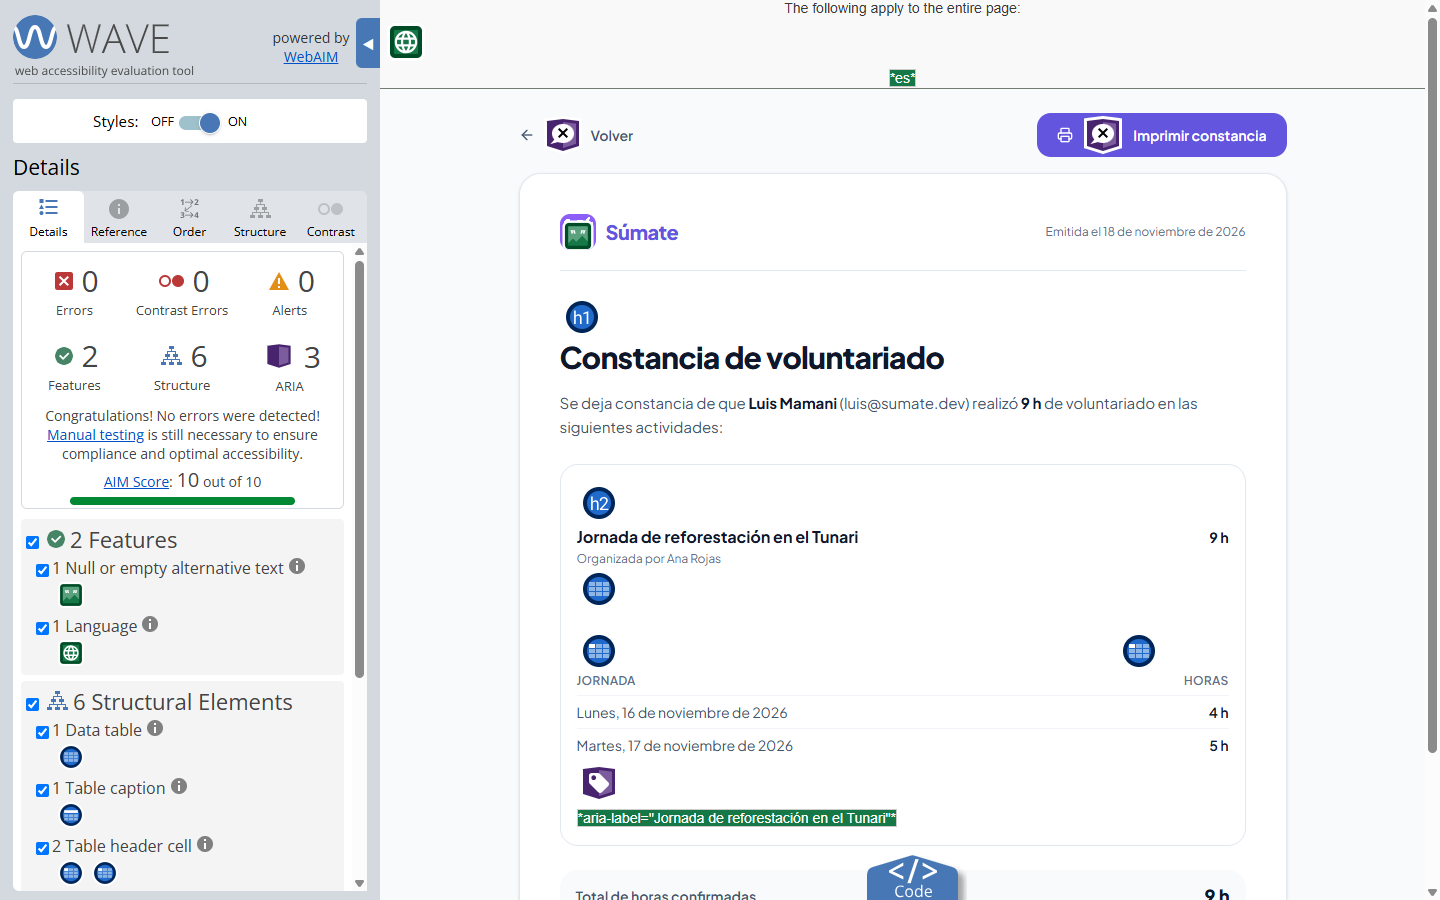 WAVE
web accessibility evaluation tool
powered by
WebAIM
Styles: OFF ON
Details
Details
Reference
Order
Structure
Contrast
0
Errors
0
Contrast Errors
0
Alerts
2
Features
6
Structure
3
ARIA
Congratulations! No errors were detected!
Manual testing is still necessary to ensure
compliance and optimal accessibility.
AIM Score: 10 out of 10
2 Features
1 Null or empty alternative text
1 Language
6 Structural Elements
1 Data table
1 Table caption
2 Table header cell
The following apply to the entire page:
*es*
Volver
Imprimir constancia
Súmate
Emitida el 18 de noviembre de 2026
h1
Constancia de voluntariado
Se deja constancia de que Luis Mamani (luis@sumate.dev) realizó 9 h de voluntariado en las
siguientes actividades:
h2
Jornada de reforestación en el Tunari
9 h
Organizada por Ana Rojas
JORNADA
HORAS
Lunes, 16 de noviembre de 2026
4 h
Martes, 17 de noviembre de 2026
5 h
*aria-label="Jornada de reforestación en el Tunari"*
</>
Code
Total de horas confirmadas
9 h